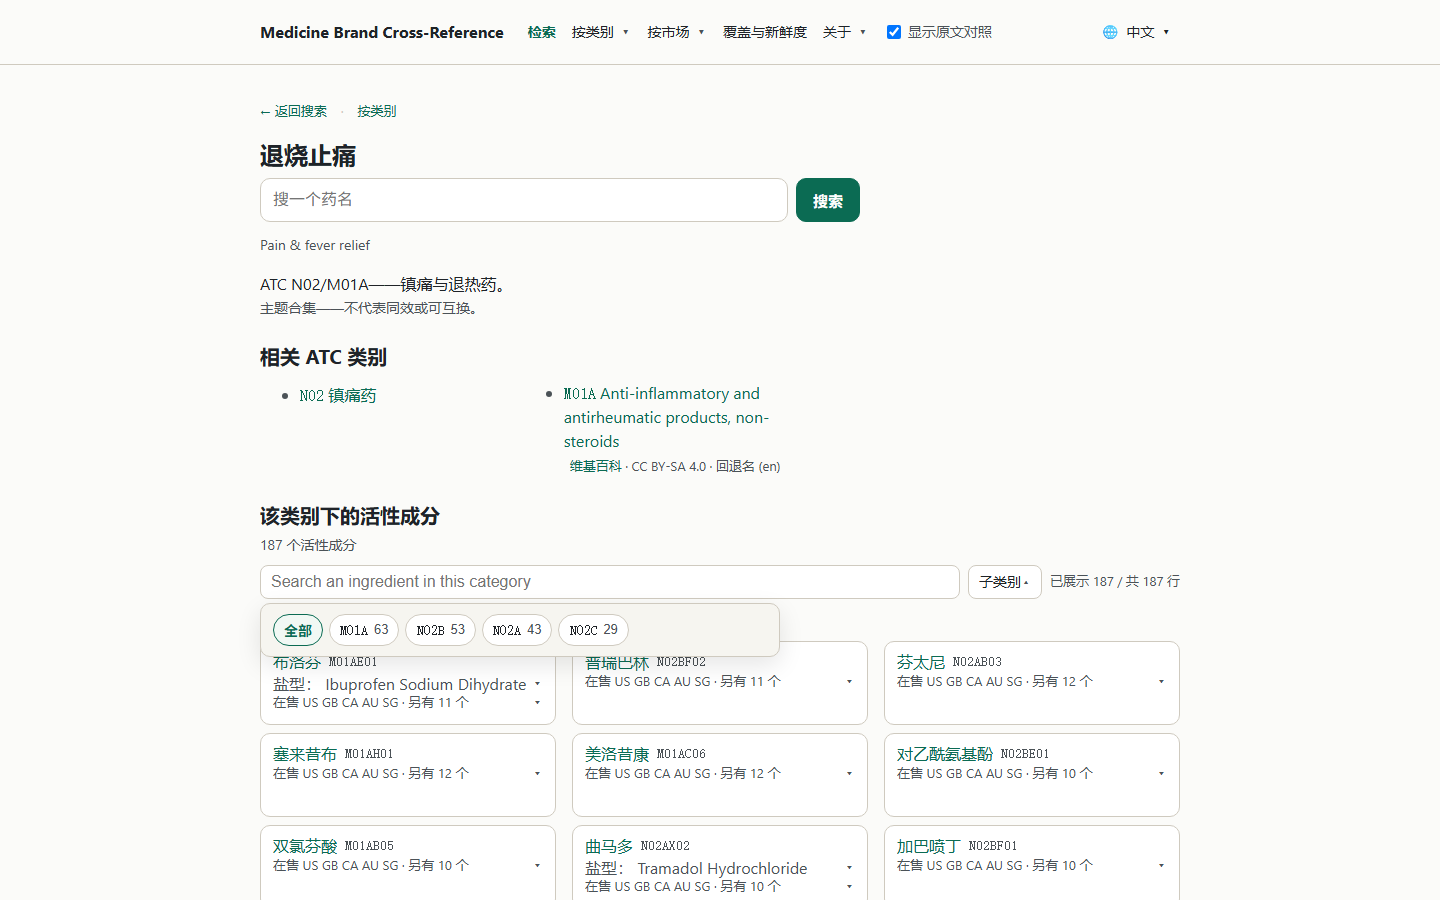 Medicine Brand Cross-Reference 检索 按类别 ▾ 按市场 ▾ 覆盖与新鲜度 关于 ▾ 显示原文对照 中文 ▾
← 返回搜索 · 按类别
退烧止痛
搜一个药名 搜索
Pain & fever relief
ATC N02/M01A——镇痛与退热药。
主题合集——不代表同效或可互换。
相关 ATC 类别
N02 镇痛药
M01A Anti-inflammatory and
antirheumatic products, non-
steroids
维基百科 · CC BY-SA 4.0 · 回退名 (en)
该类别下的活性成分
187 个活性成分
Search an ingredient in this category 子类别 ▴ 已展示 187 / 共 187 行
全部 M01A 63 N02B 53 N02A 43 N02C 29
布洛芬 M01AE01
盐型： Ibuprofen Sodium Dihydrate ▾
在售 US GB CA AU SG · 另有 11 个 ▾
普瑞巴林 N02BF02
在售 US GB CA AU SG · 另有 11 个 ▾
芬太尼 N02AB03
在售 US GB CA AU SG · 另有 12 个 ▾
塞来昔布 M01AH01
在售 US GB CA AU SG · 另有 12 个 ▾
美洛昔康 M01AC06
在售 US GB CA AU SG · 另有 12 个 ▾
对乙酰氨基酚 N02BE01
在售 US GB CA AU SG · 另有 10 个 ▾
双氯芬酸 M01AB05
在售 US GB CA AU SG · 另有 10 个 ▾
曲马多 N02AX02
盐型： Tramadol Hydrochloride ▾
在售 US GB CA AU SG · 另有 10 个 ▾
加巴喷丁 N02BF01
在售 US GB CA AU SG · 另有 10 个 ▾